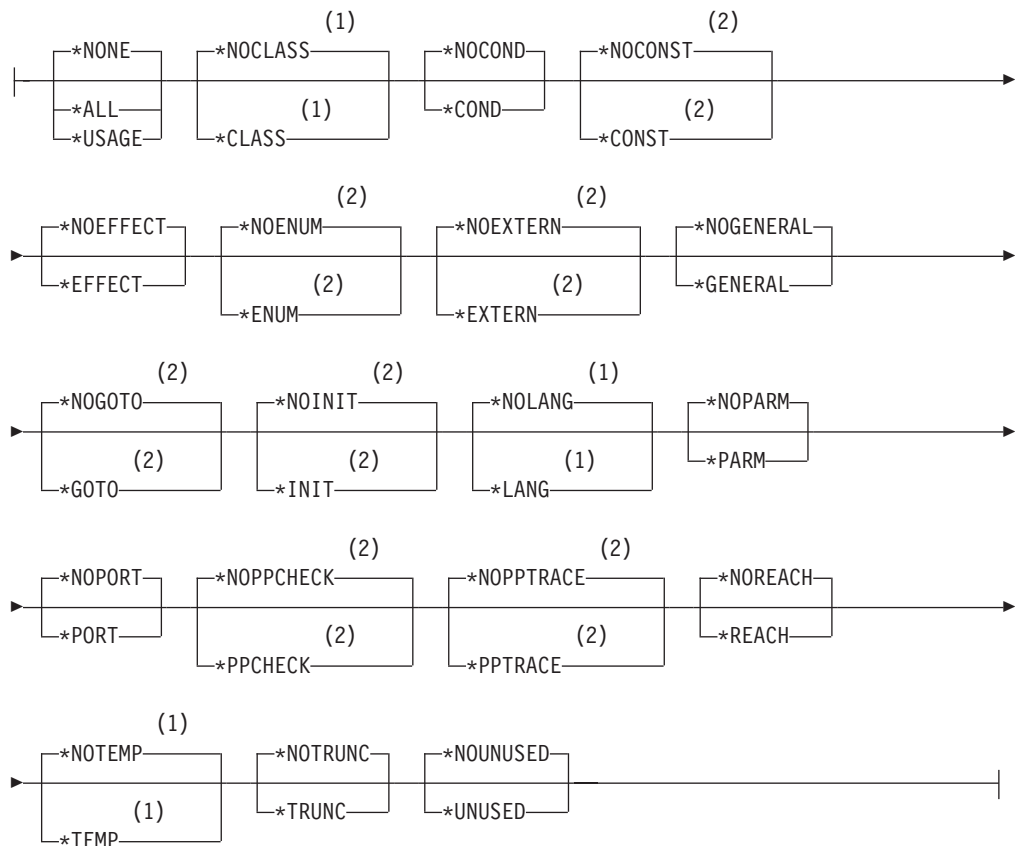 (1) (2)
*NONE *NOCLASS *NOCOND *NOCONST
(1) (2)
*ALL *COND
*USAGE *CLASS *CONST
(2) (2)
*NOEFFECT *NOENUM *NOEXTERN *NOGENERAL
(2) (2)
*EFFECT *GENERAL
*ENUM *EXTERN
(2) (2) (1)
*NOGOTO *NOINIT *NOLANG *NOPARM
(2) (2) (1)
*PARM
*GOTO *INIT *LANG
(2) (2)
*NOPORT *NOPPCHECK *NOPPTRACE *NOREACH
(2) (2)
*PORT *REACH
*PPCHECK *PPTRACE
(1)
*NOTEMP *NOTRUNC *NOUNUSED
(1)
*TRUNC *UNUSED
*TEMP